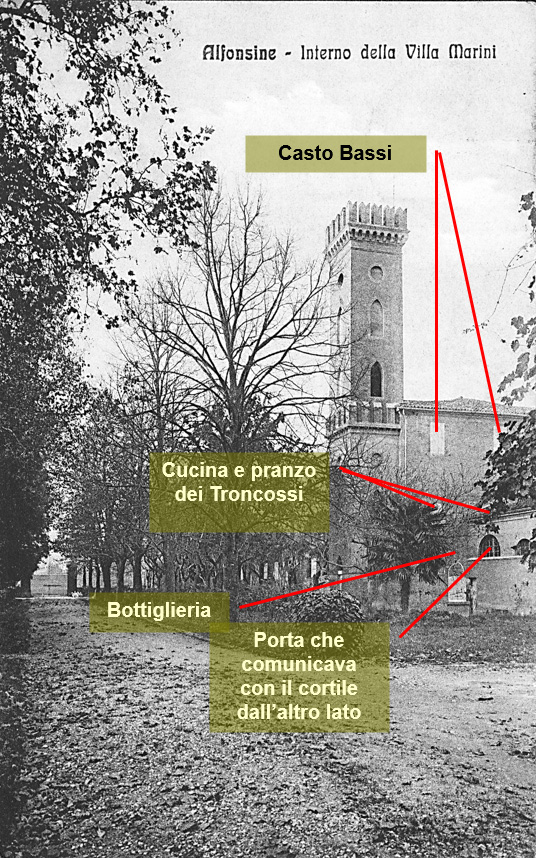 Alfonsine - Interno della Villa Marini
Casto Bassi
Cucina e pranzo
dei Troncossi
Bottiglieria
Porta che
comunicava
con il cortile
dall'altro lato